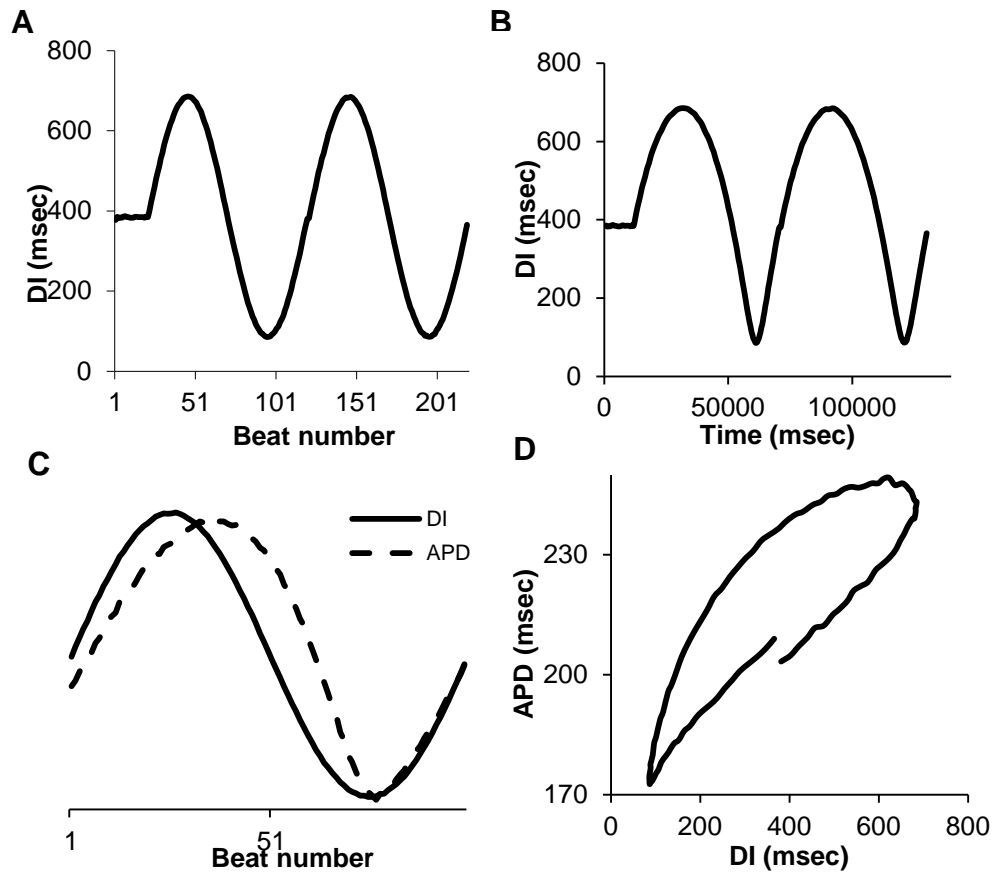 A
800
600
400
200
0
DI (msec)
1 51 101 151 201
Beat number
B
800
600
400
200
0
DI (msec)
0 50000 100000
Time (msec)
C
DI
APD
1 51
Beat number
D
230
200
170
APD (msec)
0 200 400 600 800
DI (msec)